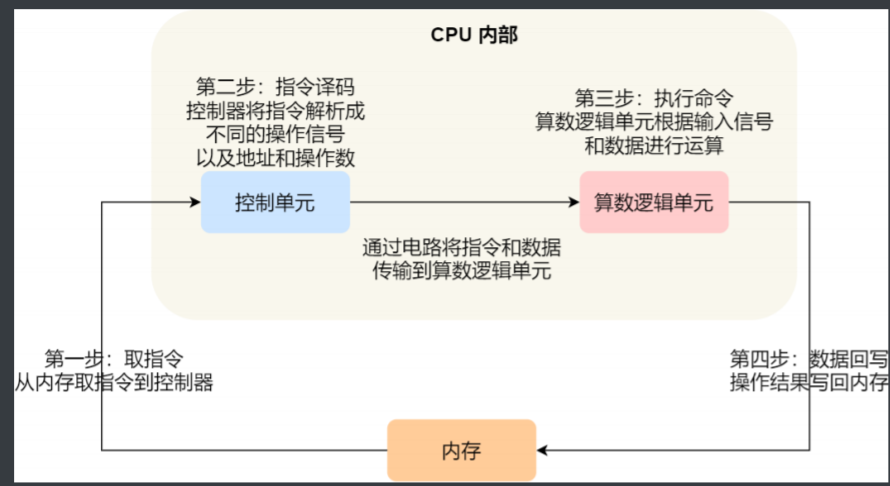 CPU 内部
第二步：指令译码
控制器将指令解析成
不同的操作信号
以及地址和操作数
第三步：执行命令
算数逻辑单元根据输入信号
和数据进行运算
控制单元
算数逻辑单元
通过电路将指令和数据
传输到算数逻辑单元
第一步：取指令
从内存取指令到控制器
第四步：数据回写
操作结果写回内存
内存